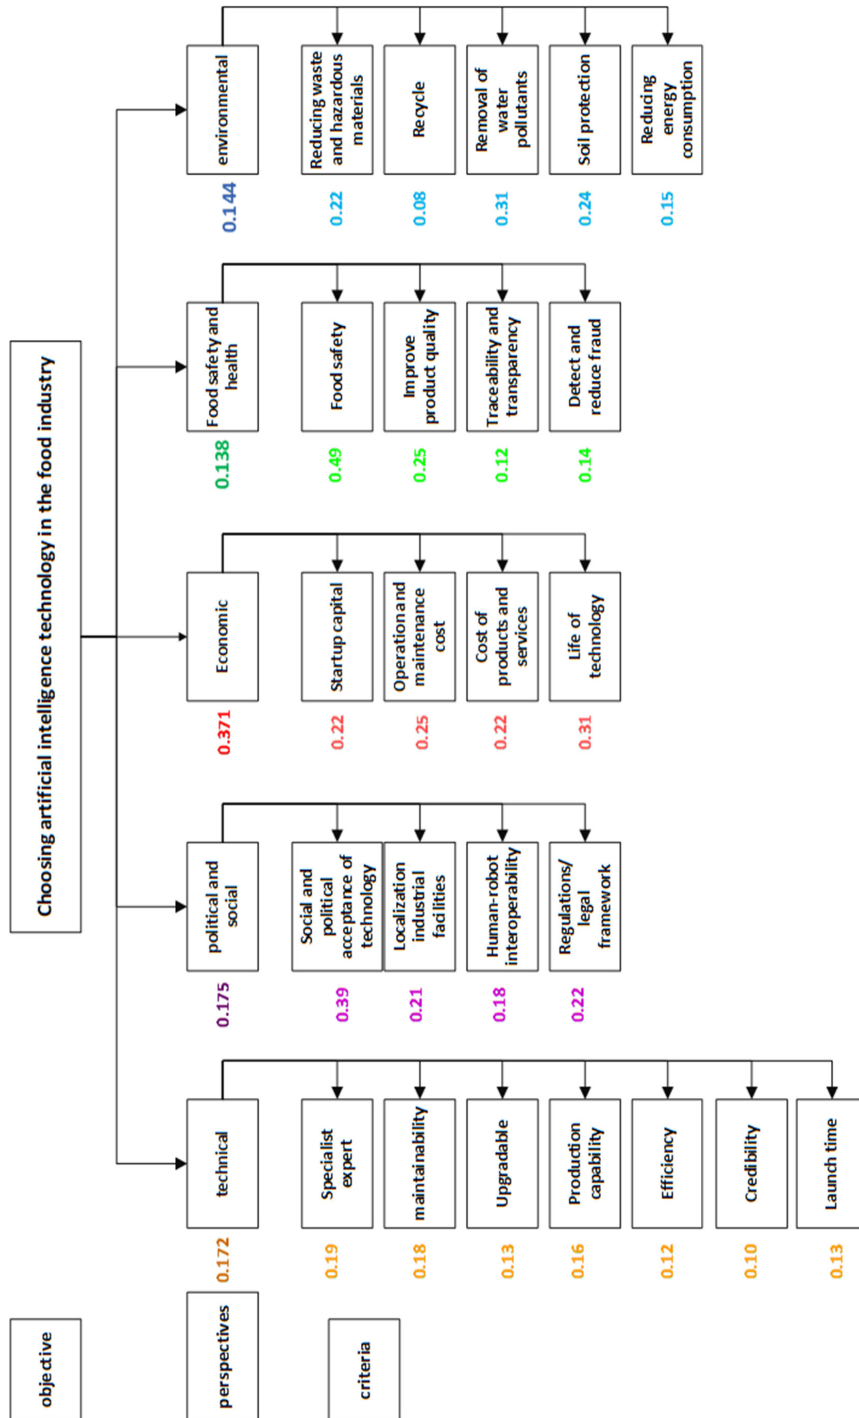 objective
Choosing artificial intelligence technology in the food industry
perspectives
0.172
technical
0.175
political and
social
0.371
Economic
0.138
Food safety and
health
0.144
environmental
criteria
0.19
Specialist
expert
0.18
maintainability
0.13
Upgradable
0.16
Production
capability
0.12
Efficiency
0.10
Credibility
0.13
Launch time
0.39
Social and
political
acceptance of
technology
0.21
Localization
industrial
facilities
0.18
Human-robot
interoperability
0.22
Regulations/
legal
framework
0.22
Startup capital
0.25
Operation and
maintenance
cost
0.22
Cost of
products and
services
0.31
Life of
technology
0.49
Food safety
0.25
Improve
product quality
0.12
Traceability and
transparency
0.14
Detect and
reduce fraud
0.22
Reducing waste
and hazardous
materials
0.08
Recycle
0.31
Removal of
water
pollutants
0.24
Soil protection
0.15
Reducing
energy
consumption